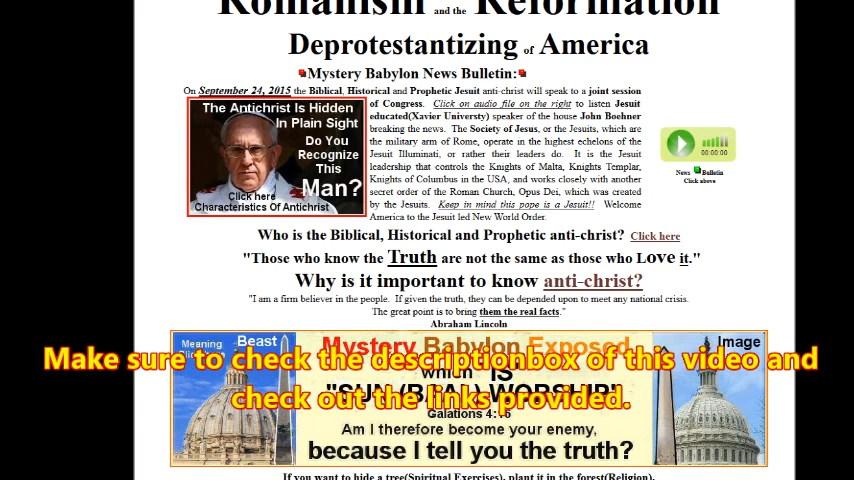 Romanism and the Reformation
Deprotestantizing of America
Mystery Babylon News Bulletin:
On September 24, 2015 the Biblical, Historical and Prophetic Jesuit anti-christ will speak to a joint session
of Congress. Click on audio file on the right to listen Jesuit
educated(Xavier Universty) speaker of the house John Boehner
breaking the news. The Society of Jesus, or the Jesuits, which are
the military arm of Rome, operate in the highest echelons of the
Jesuit Illuminati, or rather their leaders do. It is the Jesuit
leadership that controls the Knights of Malta, Knights Templar,
Knights of Columbus in the USA, and works closely with another
secret order of the Roman Church, Opus Dei, which was created
by the Jesuits. Keep in mind this pope is a Jesuit!! Welcome
America to the Jesuit led New World Order.
The Antichrist Is Hidden
In Plain Sight
Do You
Recognize
This
Man?
Click here
Characteristics Of Antichrist
00:00:00
News Bulletin
Click above
Who is the Biblical, Historical and Prophetic anti-christ? Click here
"Those who know the Truth are not the same as those who Love it."
Why is it important to know anti-christ?
"I am a firm believer in the people. If given the truth, they can be depended upon to meet any national crisis.
The great point is to bring them the real facts."
Abraham Lincoln
Meaning
Beast
Mystery Babylon Exposed
Image
Make sure to check the descriptionbox of this video and
which IS
"SUN (BAAL) WORSHIP"
check out the links provided.
Galations 4:16
Am I therefore become your enemy,
because I tell you the truth?
If you want to hide a tree(Spiritual Exercises), plant it in the forest(Religion).